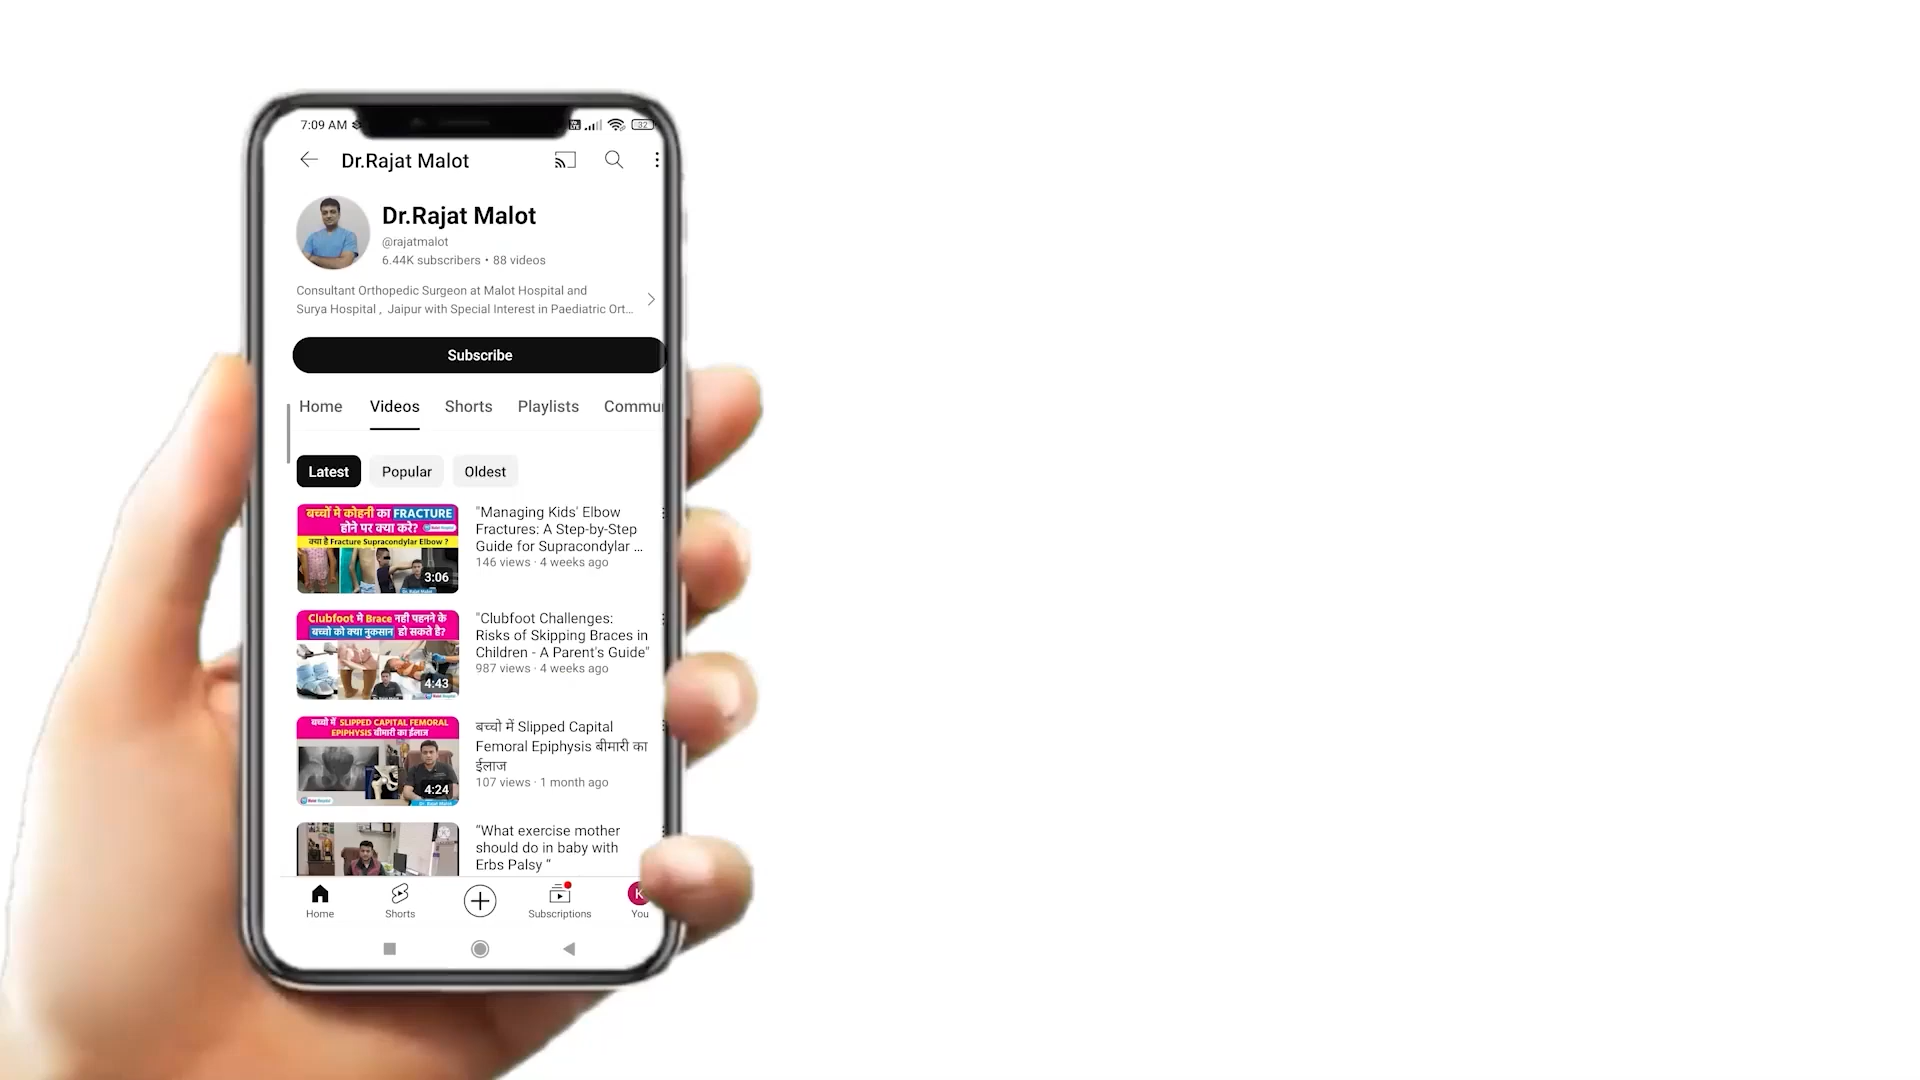 7:09 AM
32
Dr.Rajat Malot
Dr.Rajat Malot
@rajatmalot
6.44K subscribers • 88 videos
Consultant Orthopedic Surgeon at Malot Hospital and
Surya Hospital , Jaipur with Special Interest in Paediatric Ort...
Subscribe
Home Videos Shorts Playlists Commu
Latest Popular Oldest
बच्चों मे कोहनी का FRACTURE
होने पर क्या करे?
क्या है Fracture Supracondylar Elbow ?
3:06
"Managing Kids' Elbow
Fractures: A Step-by-Step
Guide for Supracondylar ...
146 views · 4 weeks ago
Clubfoot मे Brace नही पहनने के
बच्चो को क्या नुकसान हो सकते है?
4:43
"Clubfoot Challenges:
Risks of Skipping Braces in
Children - A Parent's Guide"
987 views · 4 weeks ago
बच्चो में SLIPPED CAPITAL FEMORAL
EPIPHYSIS बीमारी का ईलाज
4:24
बच्चो में Slipped Capital
Femoral Epiphysis बीमारी का
ईलाज
107 views · 1 month ago
"What exercise mother
should do in baby with
Erbs Palsy "
K
Home Shorts Subscriptions You